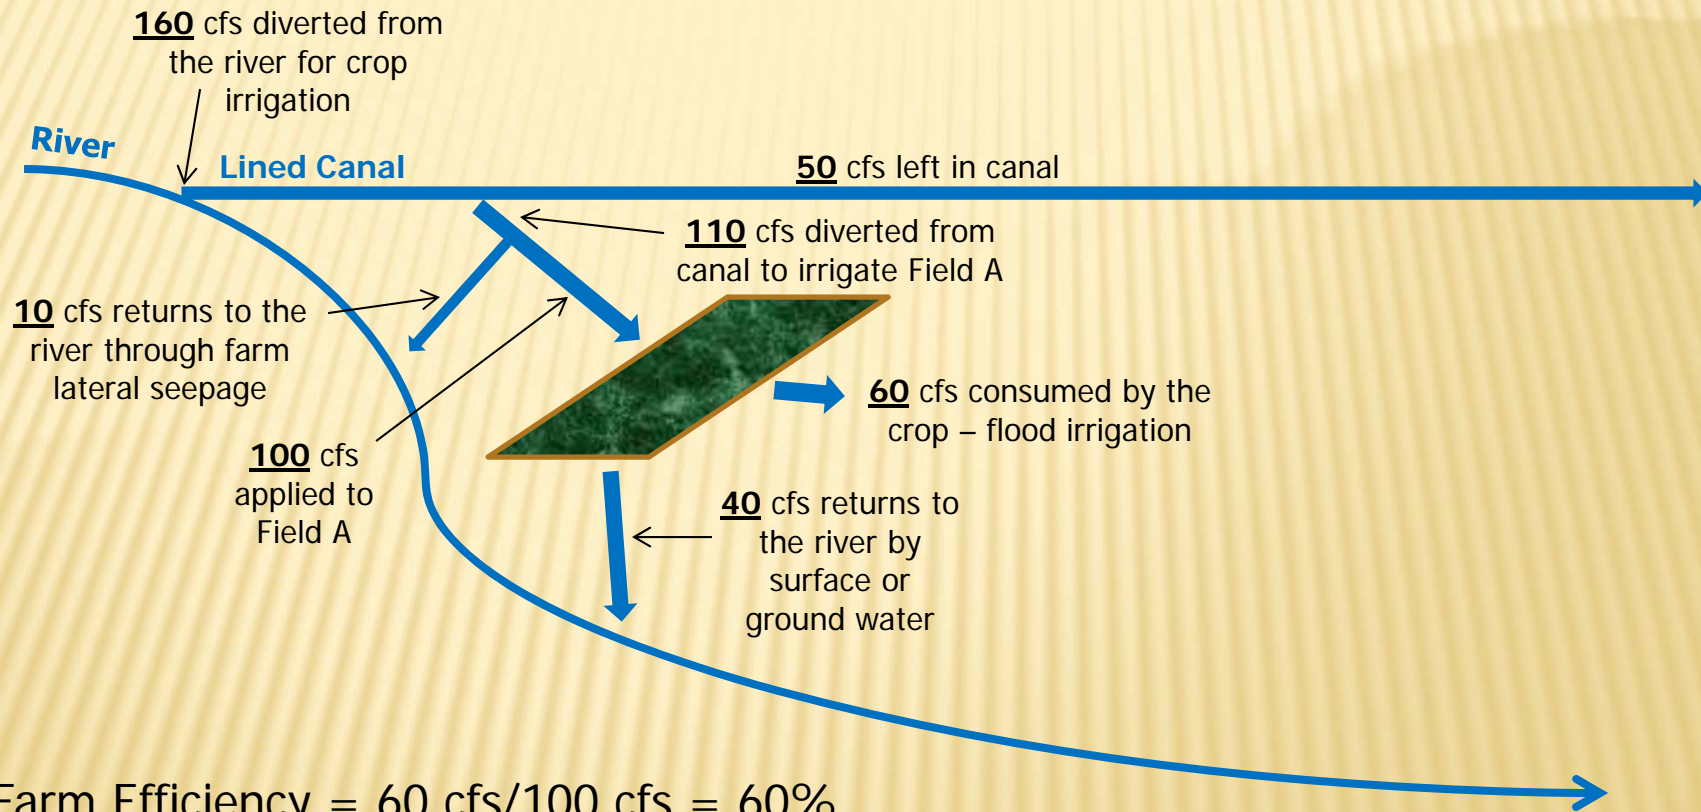 160 cfs diverted from
the river for crop
irrigation
River
Lined Canal
50 cfs left in canal
110 cfs diverted from
canal to irrigate Field A
10 cfs returns to the
river through farm
lateral seepage
60 cfs consumed by the
crop – flood irrigation
100 cfs
applied to
Field A
40 cfs returns to
the river by
surface or
ground water
Farm Efficiency = 60 cfs/100 cfs = 60%